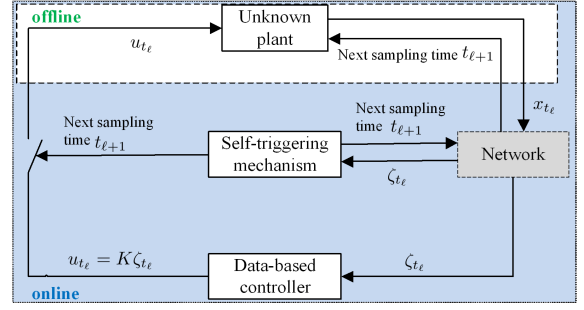 offline
Unknown
plant
u_{t_ℓ}
Next sampling time t_{ℓ+1}
x_{t_ℓ}
Next sampling
time t_{ℓ+1}
Self-triggering
mechanism
Next sampling
time t_{ℓ+1}
Network
ζ_{t_ℓ}
u_{t_ℓ} = Kζ_{t_ℓ}
Data-based
controller
ζ_{t_ℓ}
online